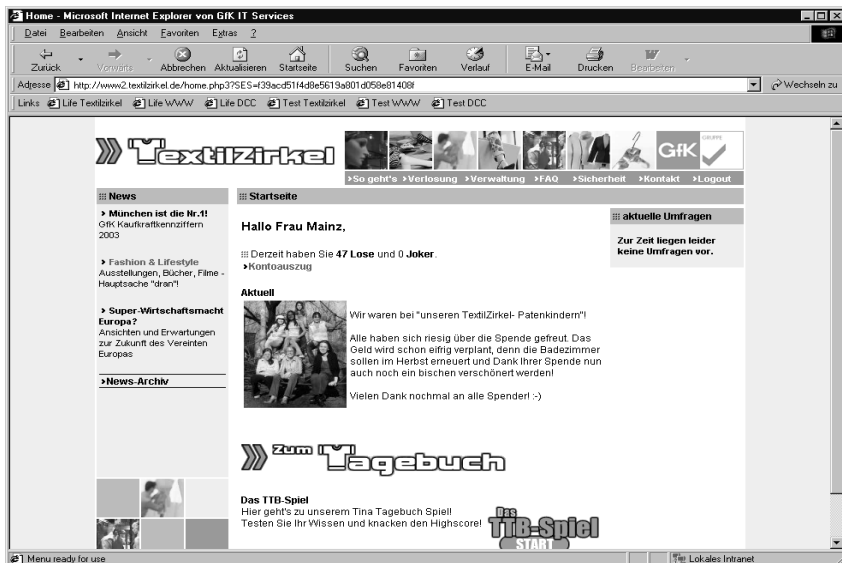 Home - Microsoft Internet Explorer von GfK IT Services
Datei Bearbeiten Ansicht Favoriten Extras ?
Zurück Vorwärts Abbrechen Aktualisieren Startseite Suchen Favoriten Verlauf E-Mail Drucken Bearbeiten
Adresse http://www2.textilzirkel.de/home.php3?SES=f39acd51f4d8e5619a801d058e81408f Wechseln zu
Links Life Textilzirkel Life WWW Life DCC Test Textilzirkel Test WWW Test DCC
TextilZirkel GfK GRUPPE
So geht's Verlosung Verwaltung FAQ Sicherheit Kontakt Logout
News
München ist die Nr.1!
GfK Kaufkraftkennziffern
2003
Fashion & Lifestyle
Ausstellungen, Bücher, Filme -
Hauptsache "dran"!
Super-Wirtschaftsmacht
Europa?
Ansichten und Erwartungen
zur Zukunft des Vereinten
Europas
News-Archiv
Startseite
Hallo Frau Mainz,
Derzeit haben Sie 47 Lose und 0 Joker.
Kontoauszug
Aktuell
Wir waren bei "unseren TextilZirkel- Patenkindern"!
Alle haben sich riesig über die Spende gefreut. Das
Geld wird schon eifrig verplant, denn die Badezimmer
sollen im Herbst erneuert und Dank Ihrer Spende nun
auch noch ein bischen verschönert werden!
Vielen Dank nochmal an alle Spender! :-)
Zum Tagebuch
Das TTB-Spiel
Hier geht's zu unserem Tina Tagebuch Spiel!
Testen Sie Ihr Wissen und knacken den Highscore!
Das
TTB-Spiel
START
aktuelle Umfragen
Zur Zeit liegen leider
keine Umfragen vor.
Menu ready for use Lokales Intranet